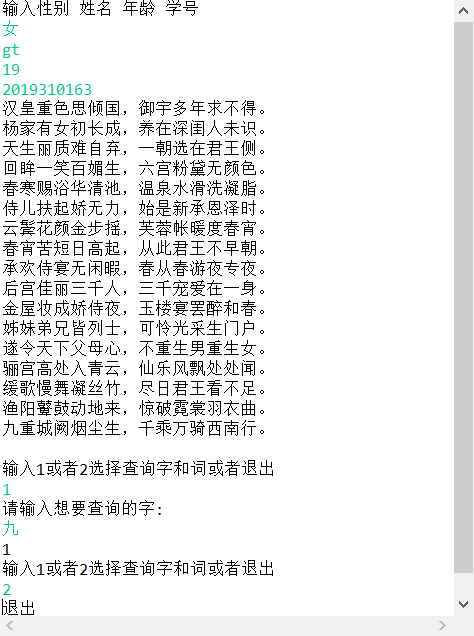 输入性别 姓名 年龄 学号
女
gt
19
2019310163
汉皇重色思倾国，御宇多年求不得。
杨家有女初长成，养在深闺人未识。
天生丽质难自弃，一朝选在君王侧。
回眸一笑百媚生，六宫粉黛无颜色。
春寒赐浴华清池，温泉水滑洗凝脂。
侍儿扶起娇无力，始是新承恩泽时。
云鬓花颜金步摇，芙蓉帐暖度春宵。
春宵苦短日高起，从此君王不早朝。
承欢侍宴无闲暇，春从春游夜专夜。
后宫佳丽三千人，三千宠爱在一身。
金屋妆成娇侍夜，玉楼宴罢醉和春。
姊妹弟兄皆列士，可怜光采生门户。
遂令天下父母心，不重生男重生女。
骊宫高处入青云，仙乐风飘处处闻。
缓歌慢舞凝丝竹，尽日君王看不足。
渔阳鼙鼓动地来，惊破霓裳羽衣曲。
九重城阙烟尘生，千乘万骑西南行。
输入1或者2选择查询字和词或者退出
1
请输入想要查询的字：
九
1
输入1或者2选择查询字和词或者退出
2
退出